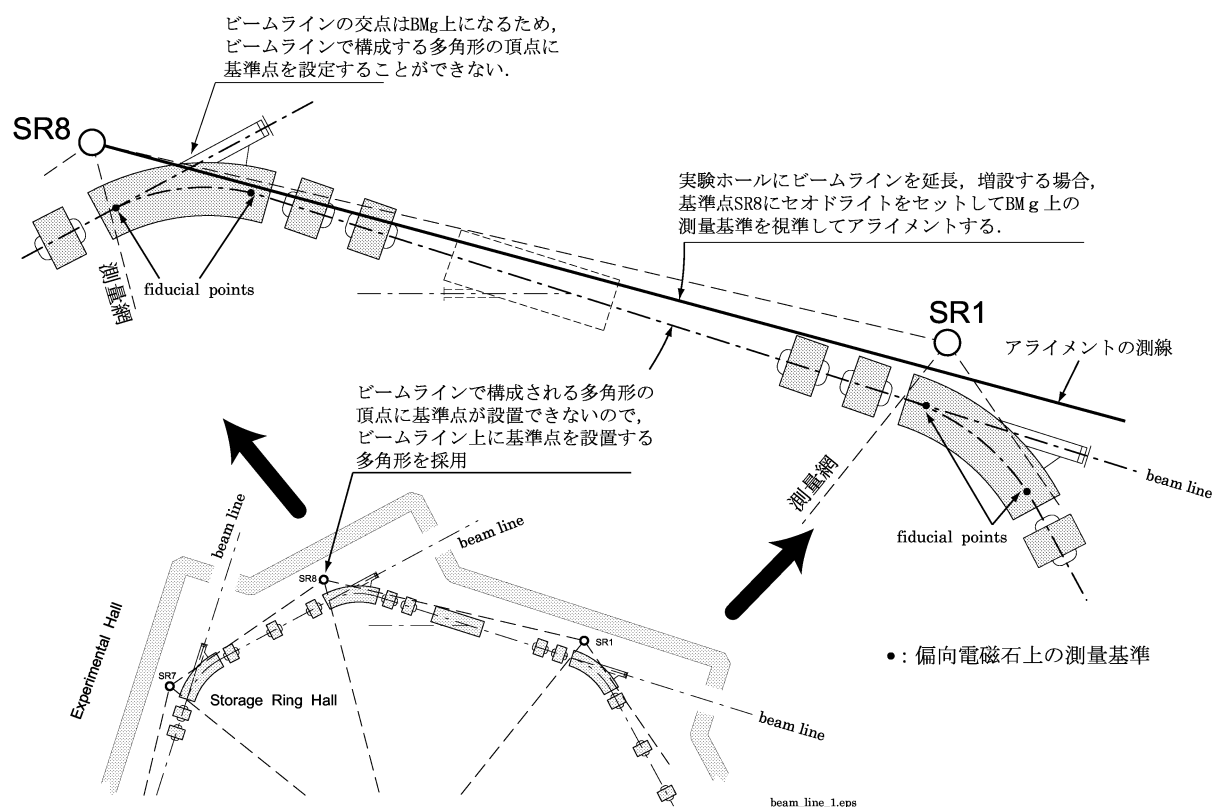 ビームラインの交点はBMg上になるため,
ビームラインで構成する多角形の頂点に
基準点を設定することができない.
SR8
実験ホールにビームラインを延長, 増設する場合,
基準点SR8にセオドライトをセットしてBMｇ上の
測量基準を視準してアライメントする.
fiducial points
測量網
SR1
アライメントの測線
ビームラインで構成される多角形の
頂点に基準点が設置できないので,
ビームライン上に基準点を設置する
多角形を採用
測量網
beam line
fiducial points
beam line
beam line
SR8
Experimental Hall
SR1
SR7
Storage Ring Hall
●：偏向電磁石上の測量基準
beam line
beam_line_1.eps